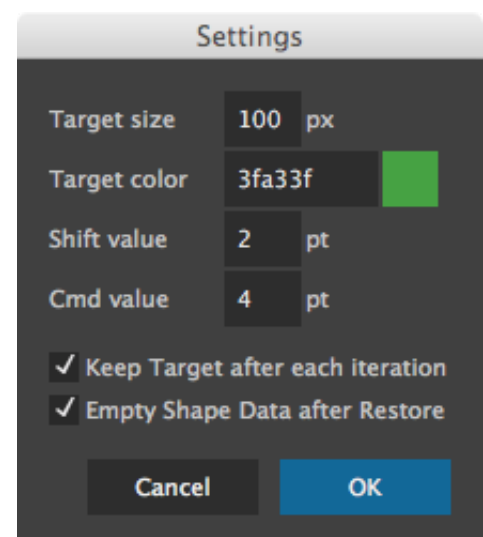 Settings
Target size 100 px
Target color 3fa33f
Shift value 2 pt
Cmd value 4 pt
Keep Target after each iteration
Empty Shape Data after Restore
Cancel OK